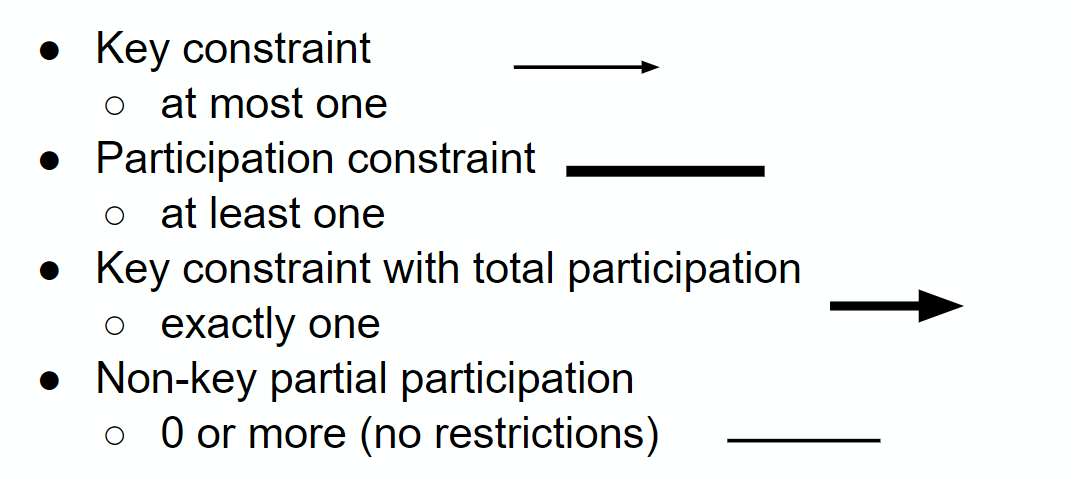 ● Key constraint
○ at most one
● Participation constraint
○ at least one
● Key constraint with total participation
○ exactly one
● Non-key partial participation
○ 0 or more (no restrictions)